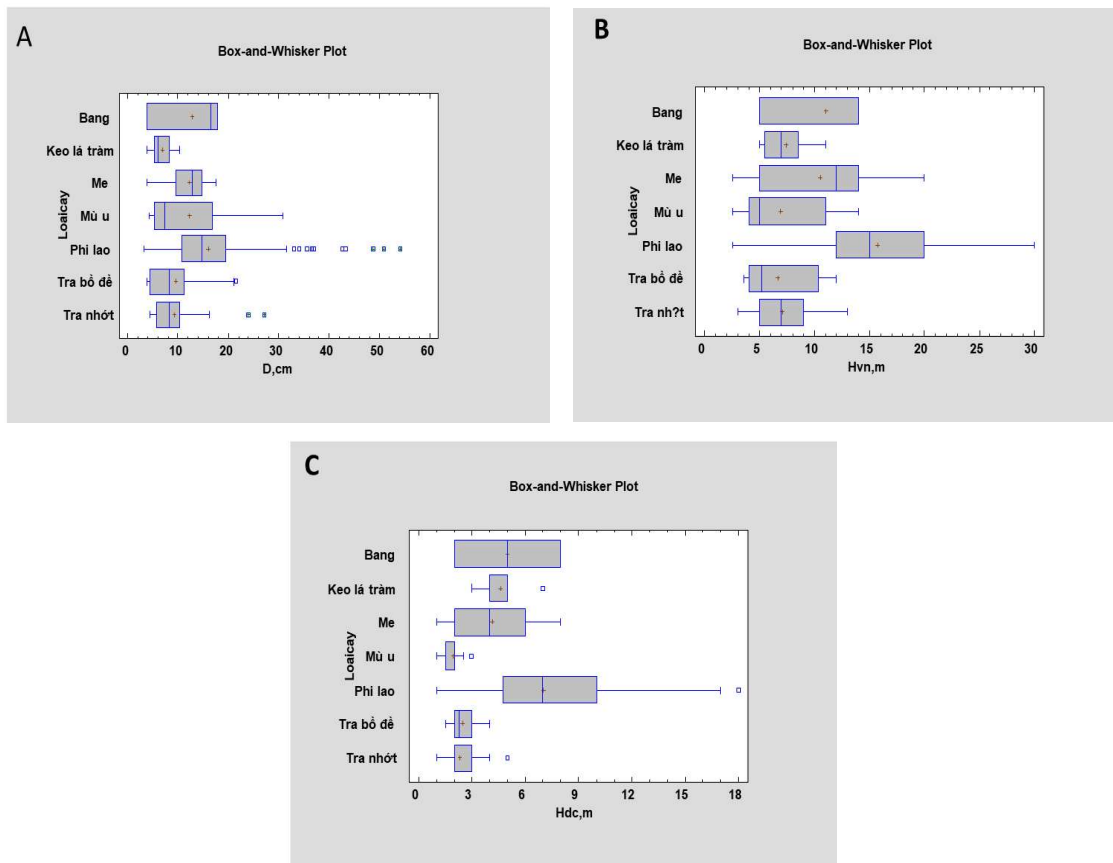 A
Box-and-Whisker Plot
Loaicay
Bang
Keo lá tràm
Me
Mù u
Phi lao
Tra bồ đề
Tra nhớt
0 10 20 30 40 50 60
D,cm
B
Box-and-Whisker Plot
Loaicay
Bang
Keo lá tràm
Me
Mù u
Phi lao
Tra bồ đề
Tra nh?t
0 5 10 15 20 25 30
Hvn,m
C
Box-and-Whisker Plot
Loaicay
Bang
Keo lá tràm
Me
Mù u
Phi lao
Tra bồ đề
Tra nhớt
0 3 6 9 12 15 18
Hdc,m